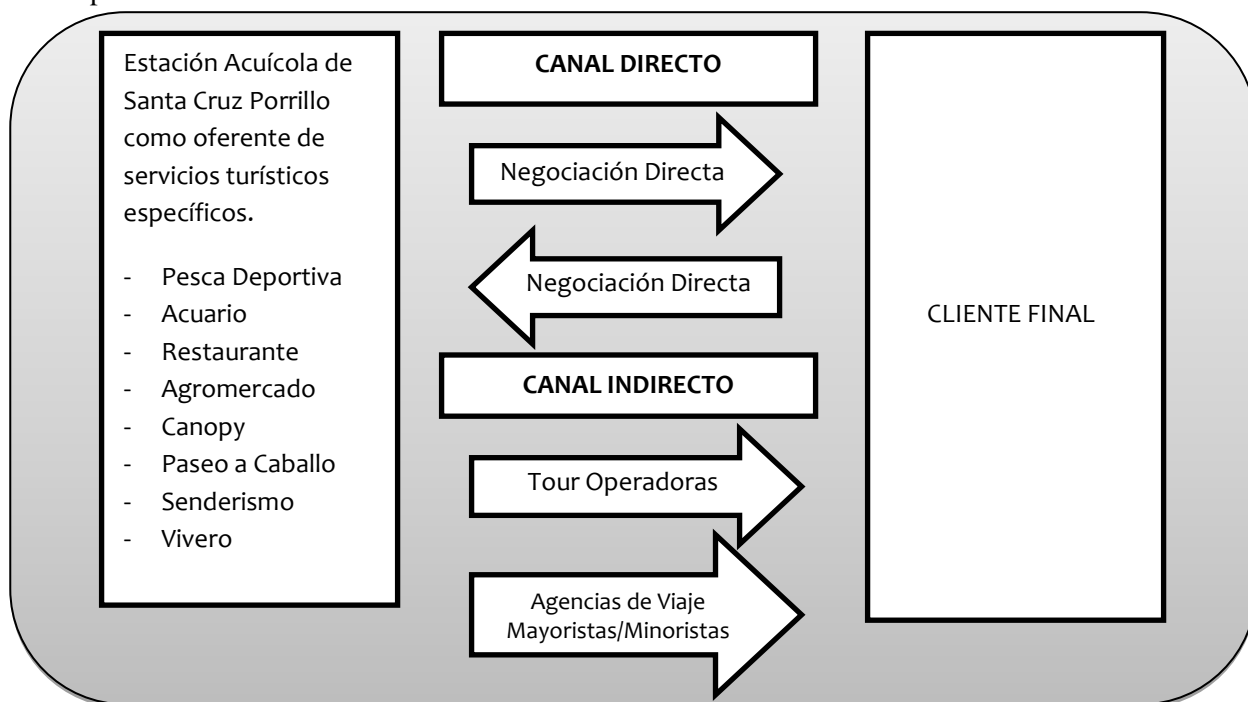 Estación Acuícola de
Santa Cruz Porrillo
como oferente de
servicios turísticos
específicos.
- Pesca Deportiva
- Acuario
- Restaurante
- Agromercado
- Canopy
- Paseo a Caballo
- Senderismo
- Vivero
CANAL DIRECTO
Negociación Directa
Negociación Directa
CANAL INDIRECTO
Tour Operadoras
Agencias de Viaje
Mayoristas/Minoristas
CLIENTE FINAL